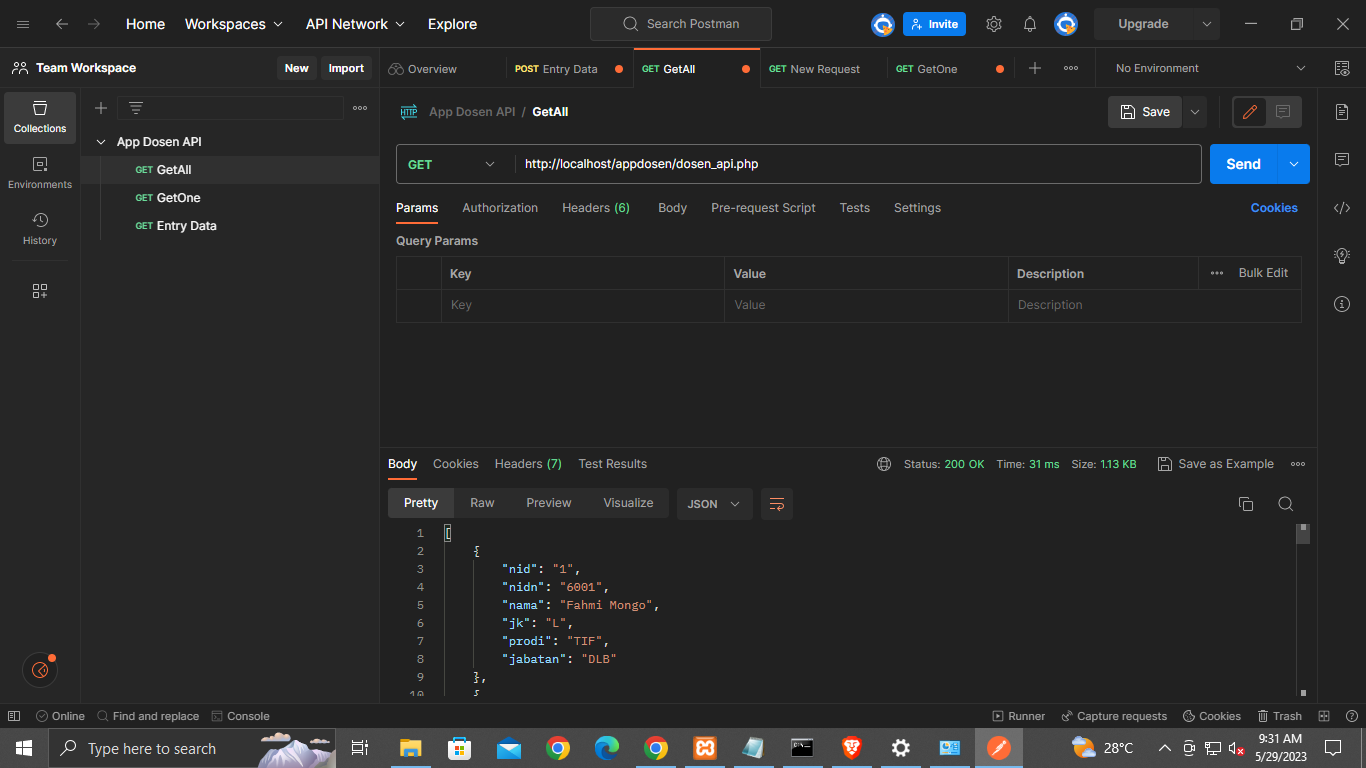 Home Workspaces API Network Explore Search Postman Invite Upgrade
Team Workspace New Import Overview POST Entry Data GET GetAll GET New Request GET GetOne No Environment
Collections
Environments
History
App Dosen API
GET GetAll
GET GetOne
GET Entry Data
HTTP App Dosen API / GetAll Save
GET http://localhost/appdosen/dosen_api.php Send
Params Authorization Headers (6) Body Pre-request Script Tests Settings Cookies
Query Params
Key Value Description Bulk Edit
Key Value Description
Body Cookies Headers (7) Test Results Status: 200 OK Time: 31 ms Size: 1.13 KB Save as Example
Pretty Raw Preview Visualize JSON
1 [
2 {
3 "nid": "1",
4 "nidn": "6001",
5 "nama": "Fahmi Mongo",
6 "jk": "L",
7 "prodi": "TIF",
8 "jabatan": "DLB"
9 },
10 {
Online Find and replace Console Runner Capture requests Cookies Trash
Type here to search 28°C 9:31 AM
5/29/2023